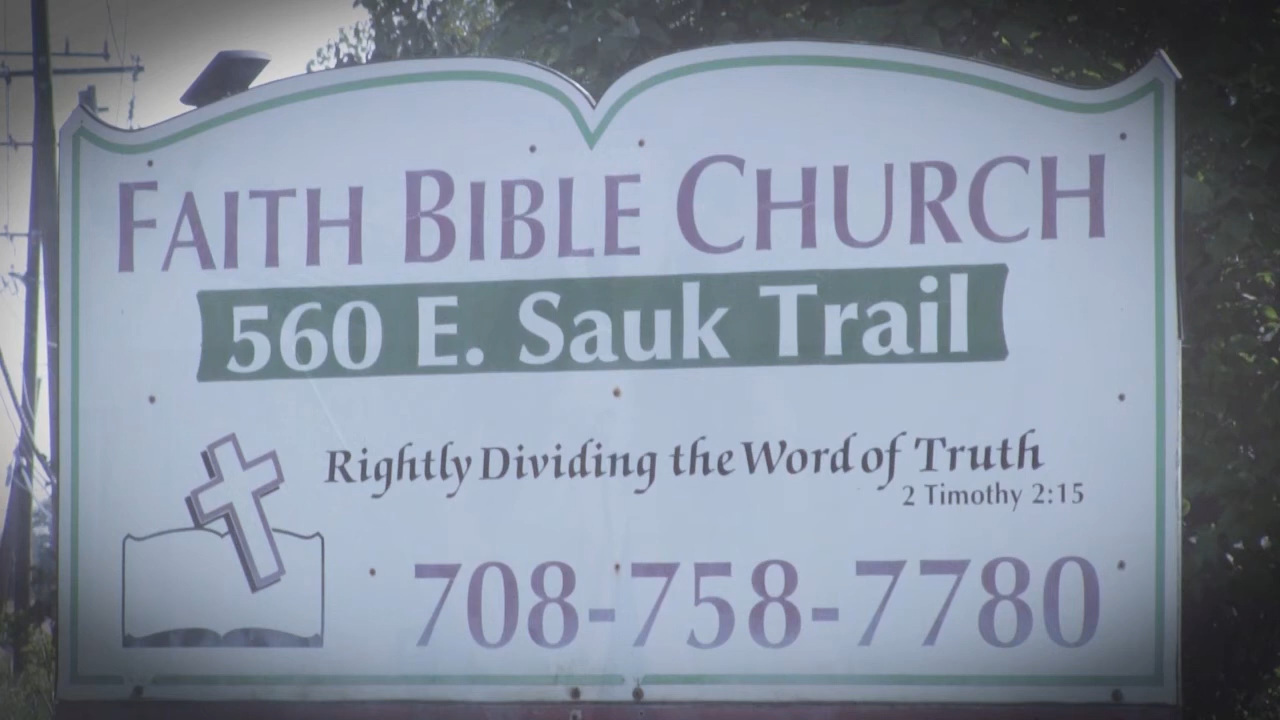 FAITH BIBLE CHURCH
560 E. Sauk Trail
Rightly Dividing the Word of Truth
2 Timothy 2:15
708-758-7780